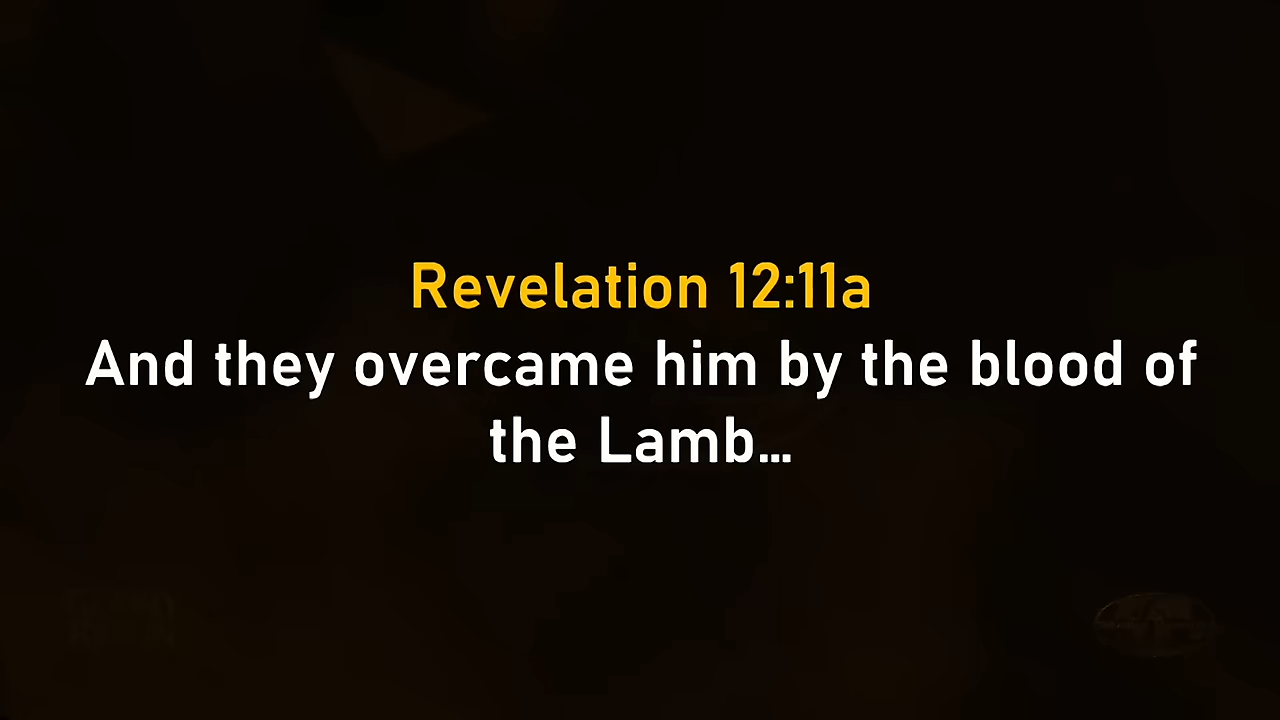 Revelation 12:11a
And they overcame him by the blood of
the Lamb...